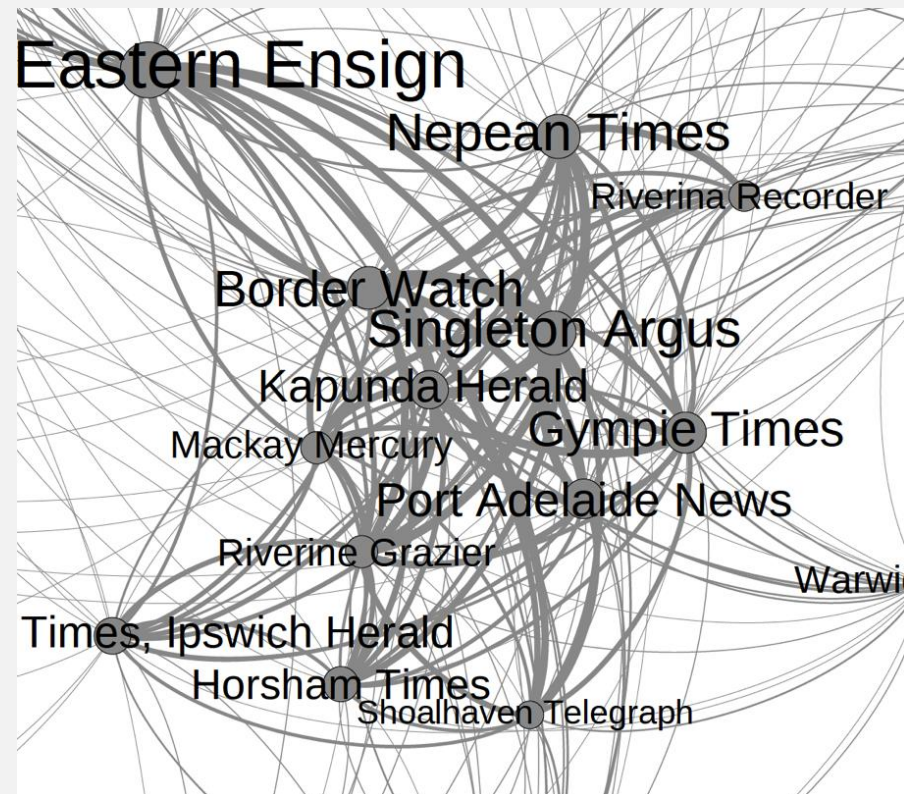 Eastern Ensign
Nepean Times
Riverina Recorder
Border Watch
Singleton Argus
Kapunda Herald
Gympie Times
Mackay Mercury
Port Adelaide News
Riverine Grazier
Warwi
Times, Ipswich Herald
Horsham Times
Shoalhaven Telegraph